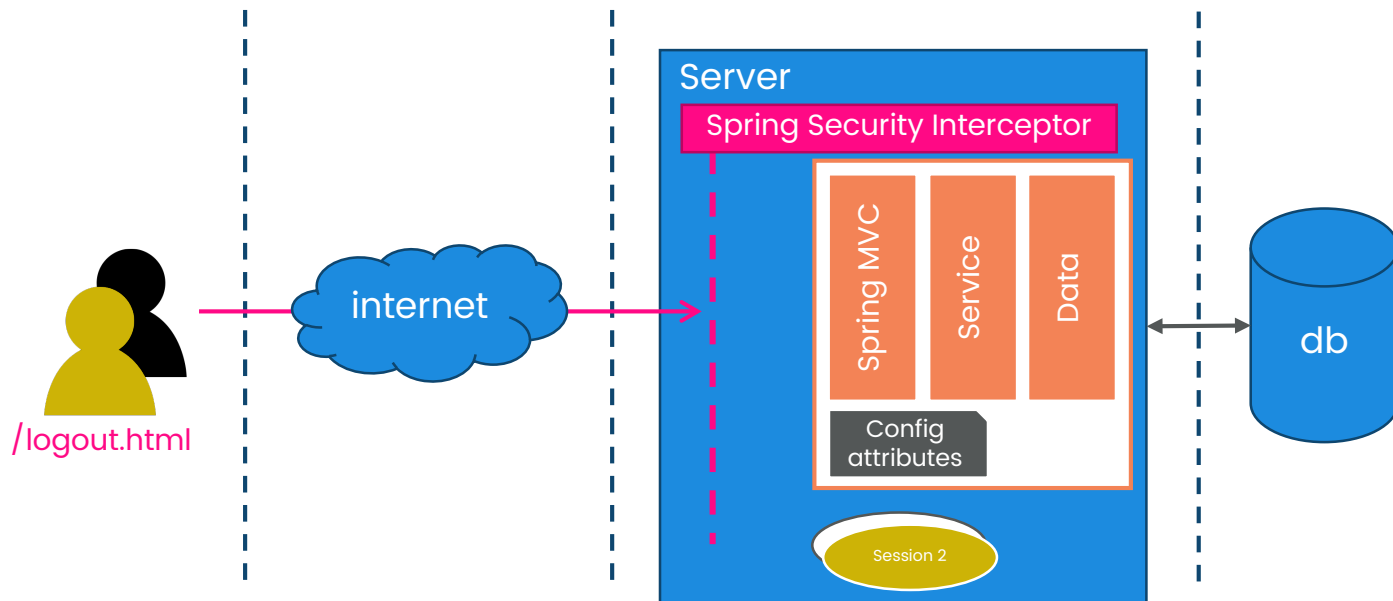 Server
Spring Security Interceptor
Spring MVC
Service
Data
internet
db
/logout.html
Config
attributes
Session 2